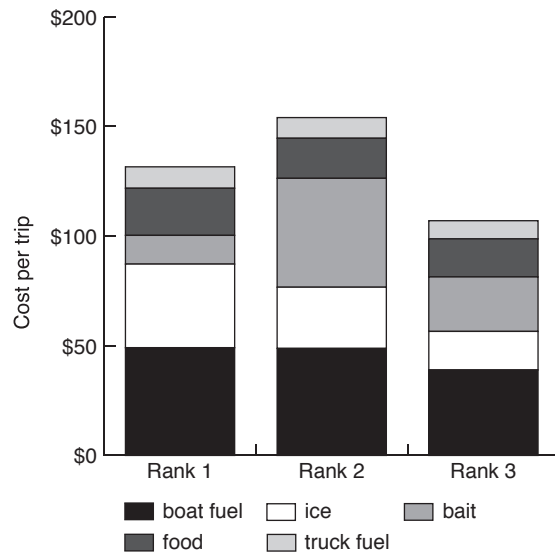 $200
$150
$100
$50
$0
Cost per trip
Rank 1 Rank 2 Rank 3
boat fuel ice bait
food truck fuel